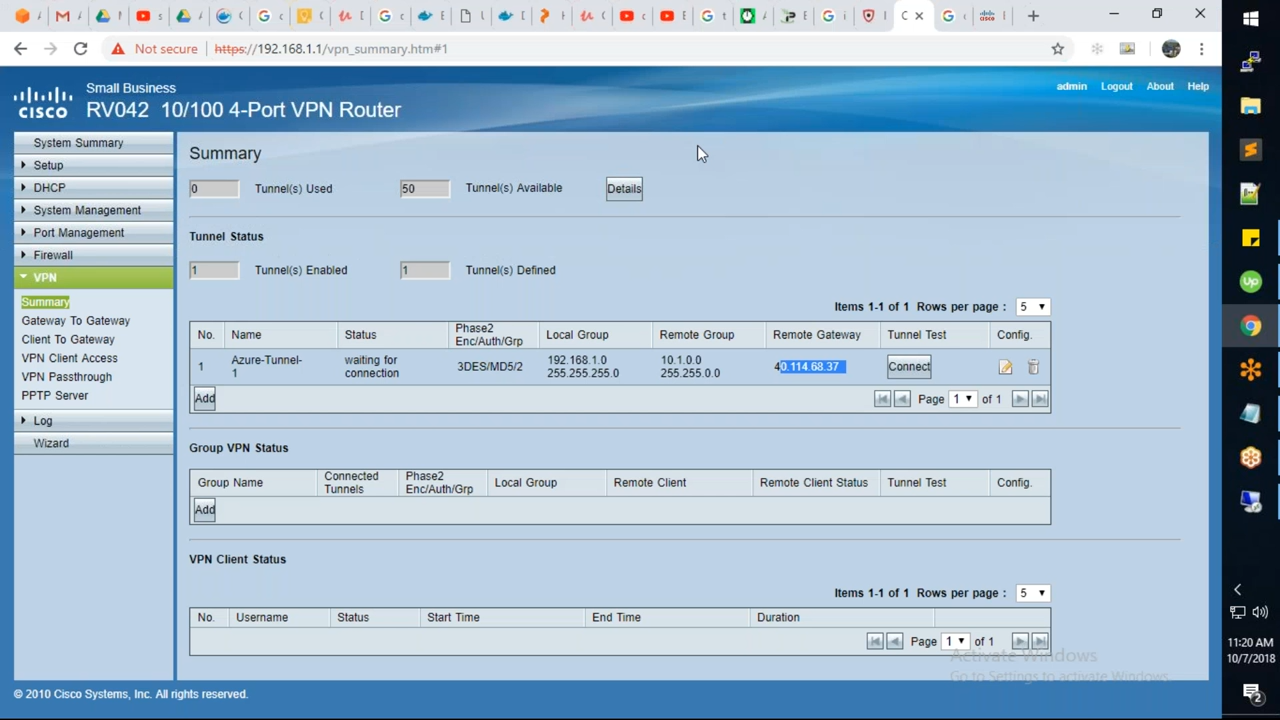 Not secure https://192.168.1.1/vpn_summary.htm#1
Small Business
CISCO RV042 10/100 4-Port VPN Router
admin Logout About Help
System Summary
Setup
DHCP
System Management
Port Management
Firewall
VPN
Summary
Gateway To Gateway
Client To Gateway
VPN Client Access
VPN Passthrough
PPTP Server
Log
Wizard
Summary
0 Tunnel(s) Used 50 Tunnel(s) Available Details
Tunnel Status
1 Tunnel(s) Enabled 1 Tunnel(s) Defined
Items 1-1 of 1 Rows per page : 5
No. Name Status Phase2 Enc/Auth/Grp Local Group Remote Group Remote Gateway Tunnel Test Config.
1 Azure-Tunnel-1 waiting for connection 3DES/MD5/2 192.168.1.0 255.255.255.0 10.1.0.0 255.255.0.0 40.114.68.37 Connect
Add Page 1 of 1
Group VPN Status
Group Name Connected Tunnels Phase2 Enc/Auth/Grp Local Group Remote Client Remote Client Status Tunnel Test Config.
Add
VPN Client Status
Items 1-1 of 1 Rows per page : 5
No. Username Status Start Time End Time Duration
Page 1 of 1
Activate Windows
Go to Settings to activate Windows.
© 2010 Cisco Systems, Inc. All rights reserved.
Up
11:20 AM
10/7/2018
2